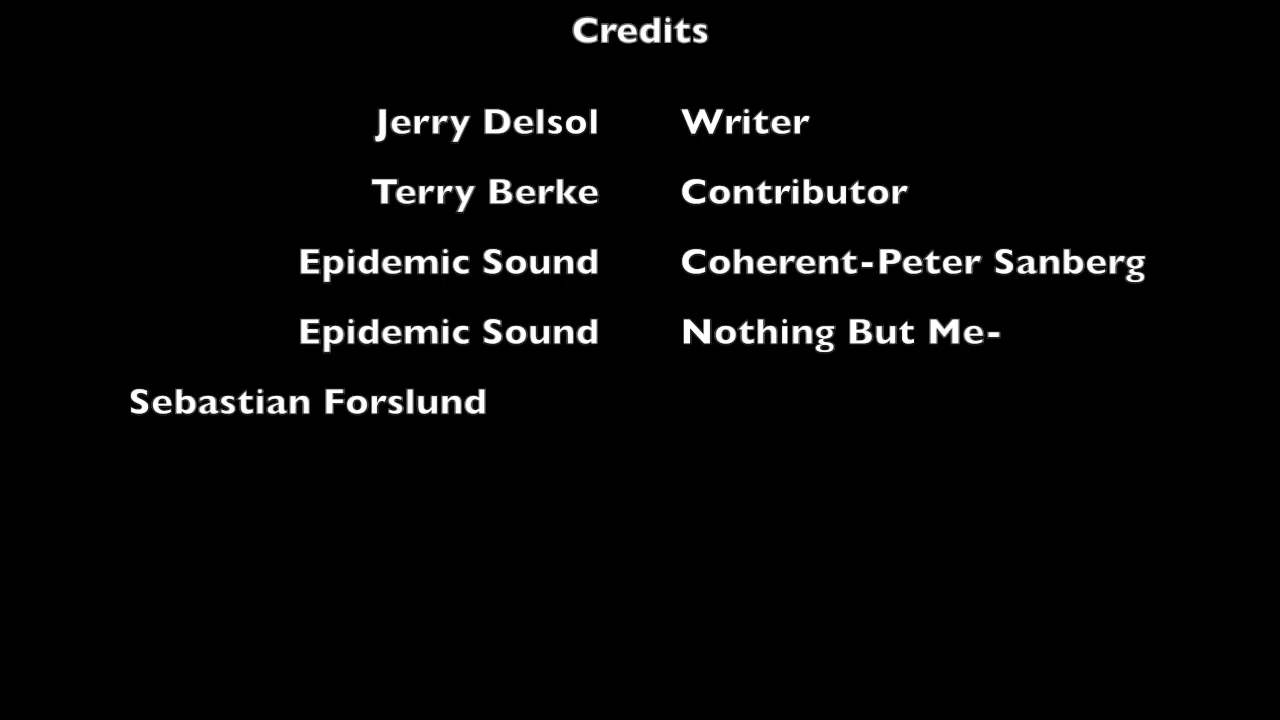 Credits
Jerry Delsol Writer
Terry Berke Contributor
Epidemic Sound Coherent-Peter Sanberg
Epidemic Sound Nothing But Me-
Sebastian Forslund